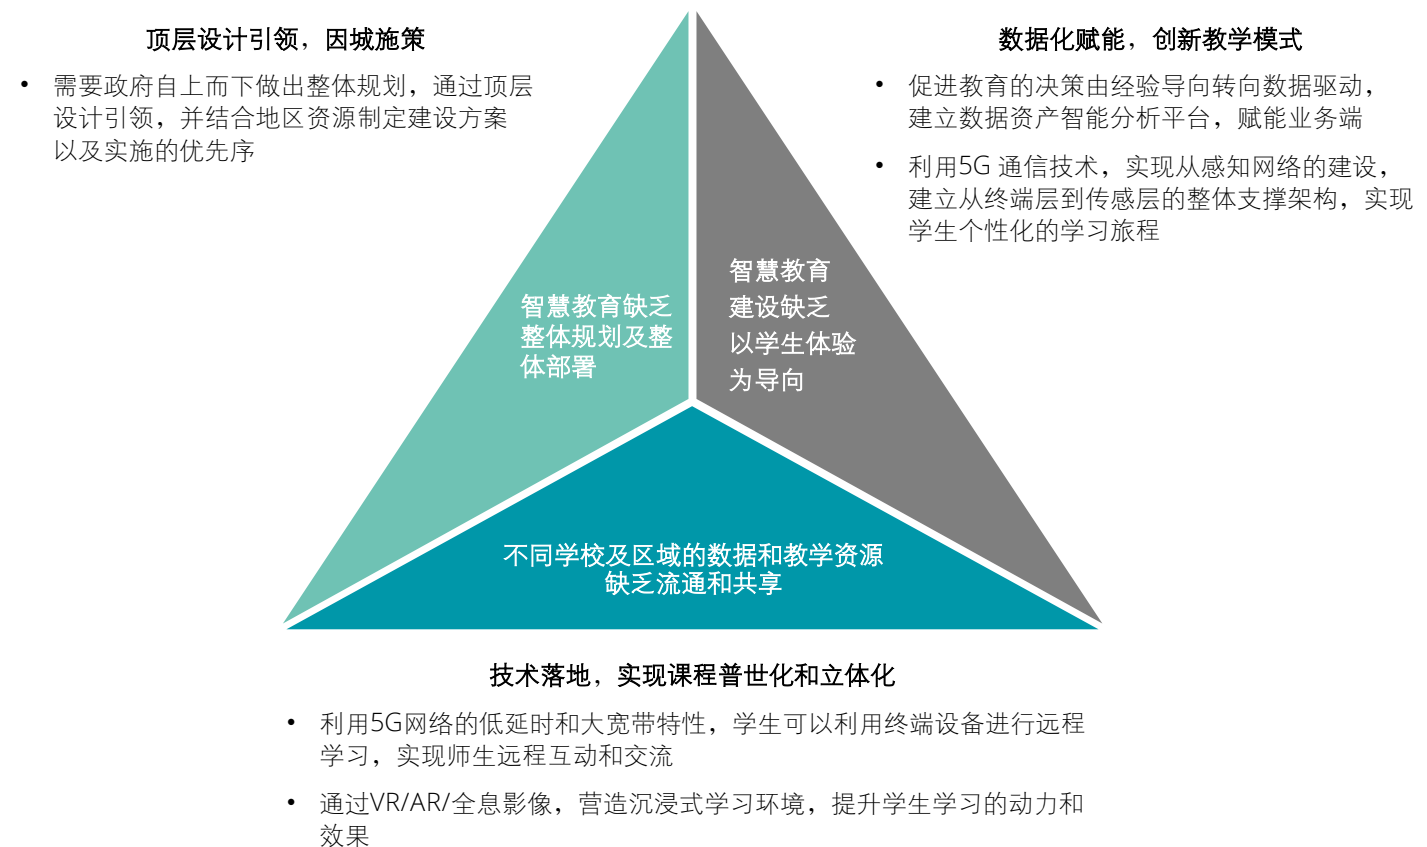 顶层设计引领，因城施策
• 需要政府自上而下做出整体规划，通过顶层
设计引领，并结合地区资源制定建设方案
以及实施的优先序
数据化赋能，创新教学模式
• 促进教育的决策由经验导向转向数据驱动，
建立数据资产智能分析平台，赋能业务端
• 利用5G 通信技术，实现从感知网络的建设，
建立从终端层到传感层的整体支撑架构，实现
学生个性化的学习旅程
智慧教育缺乏
整体规划及整
体部署
智慧教育
建设缺乏
以学生体验
为导向
不同学校及区域的数据和教学资源
缺乏流通和共享
技术落地，实现课程普世化和立体化
• 利用5G网络的低延时和大宽带特性，学生可以利用终端设备进行远程
学习，实现师生远程互动和交流
• 通过VR/AR/全息影像，营造沉浸式学习环境，提升学生学习的动力和
效果